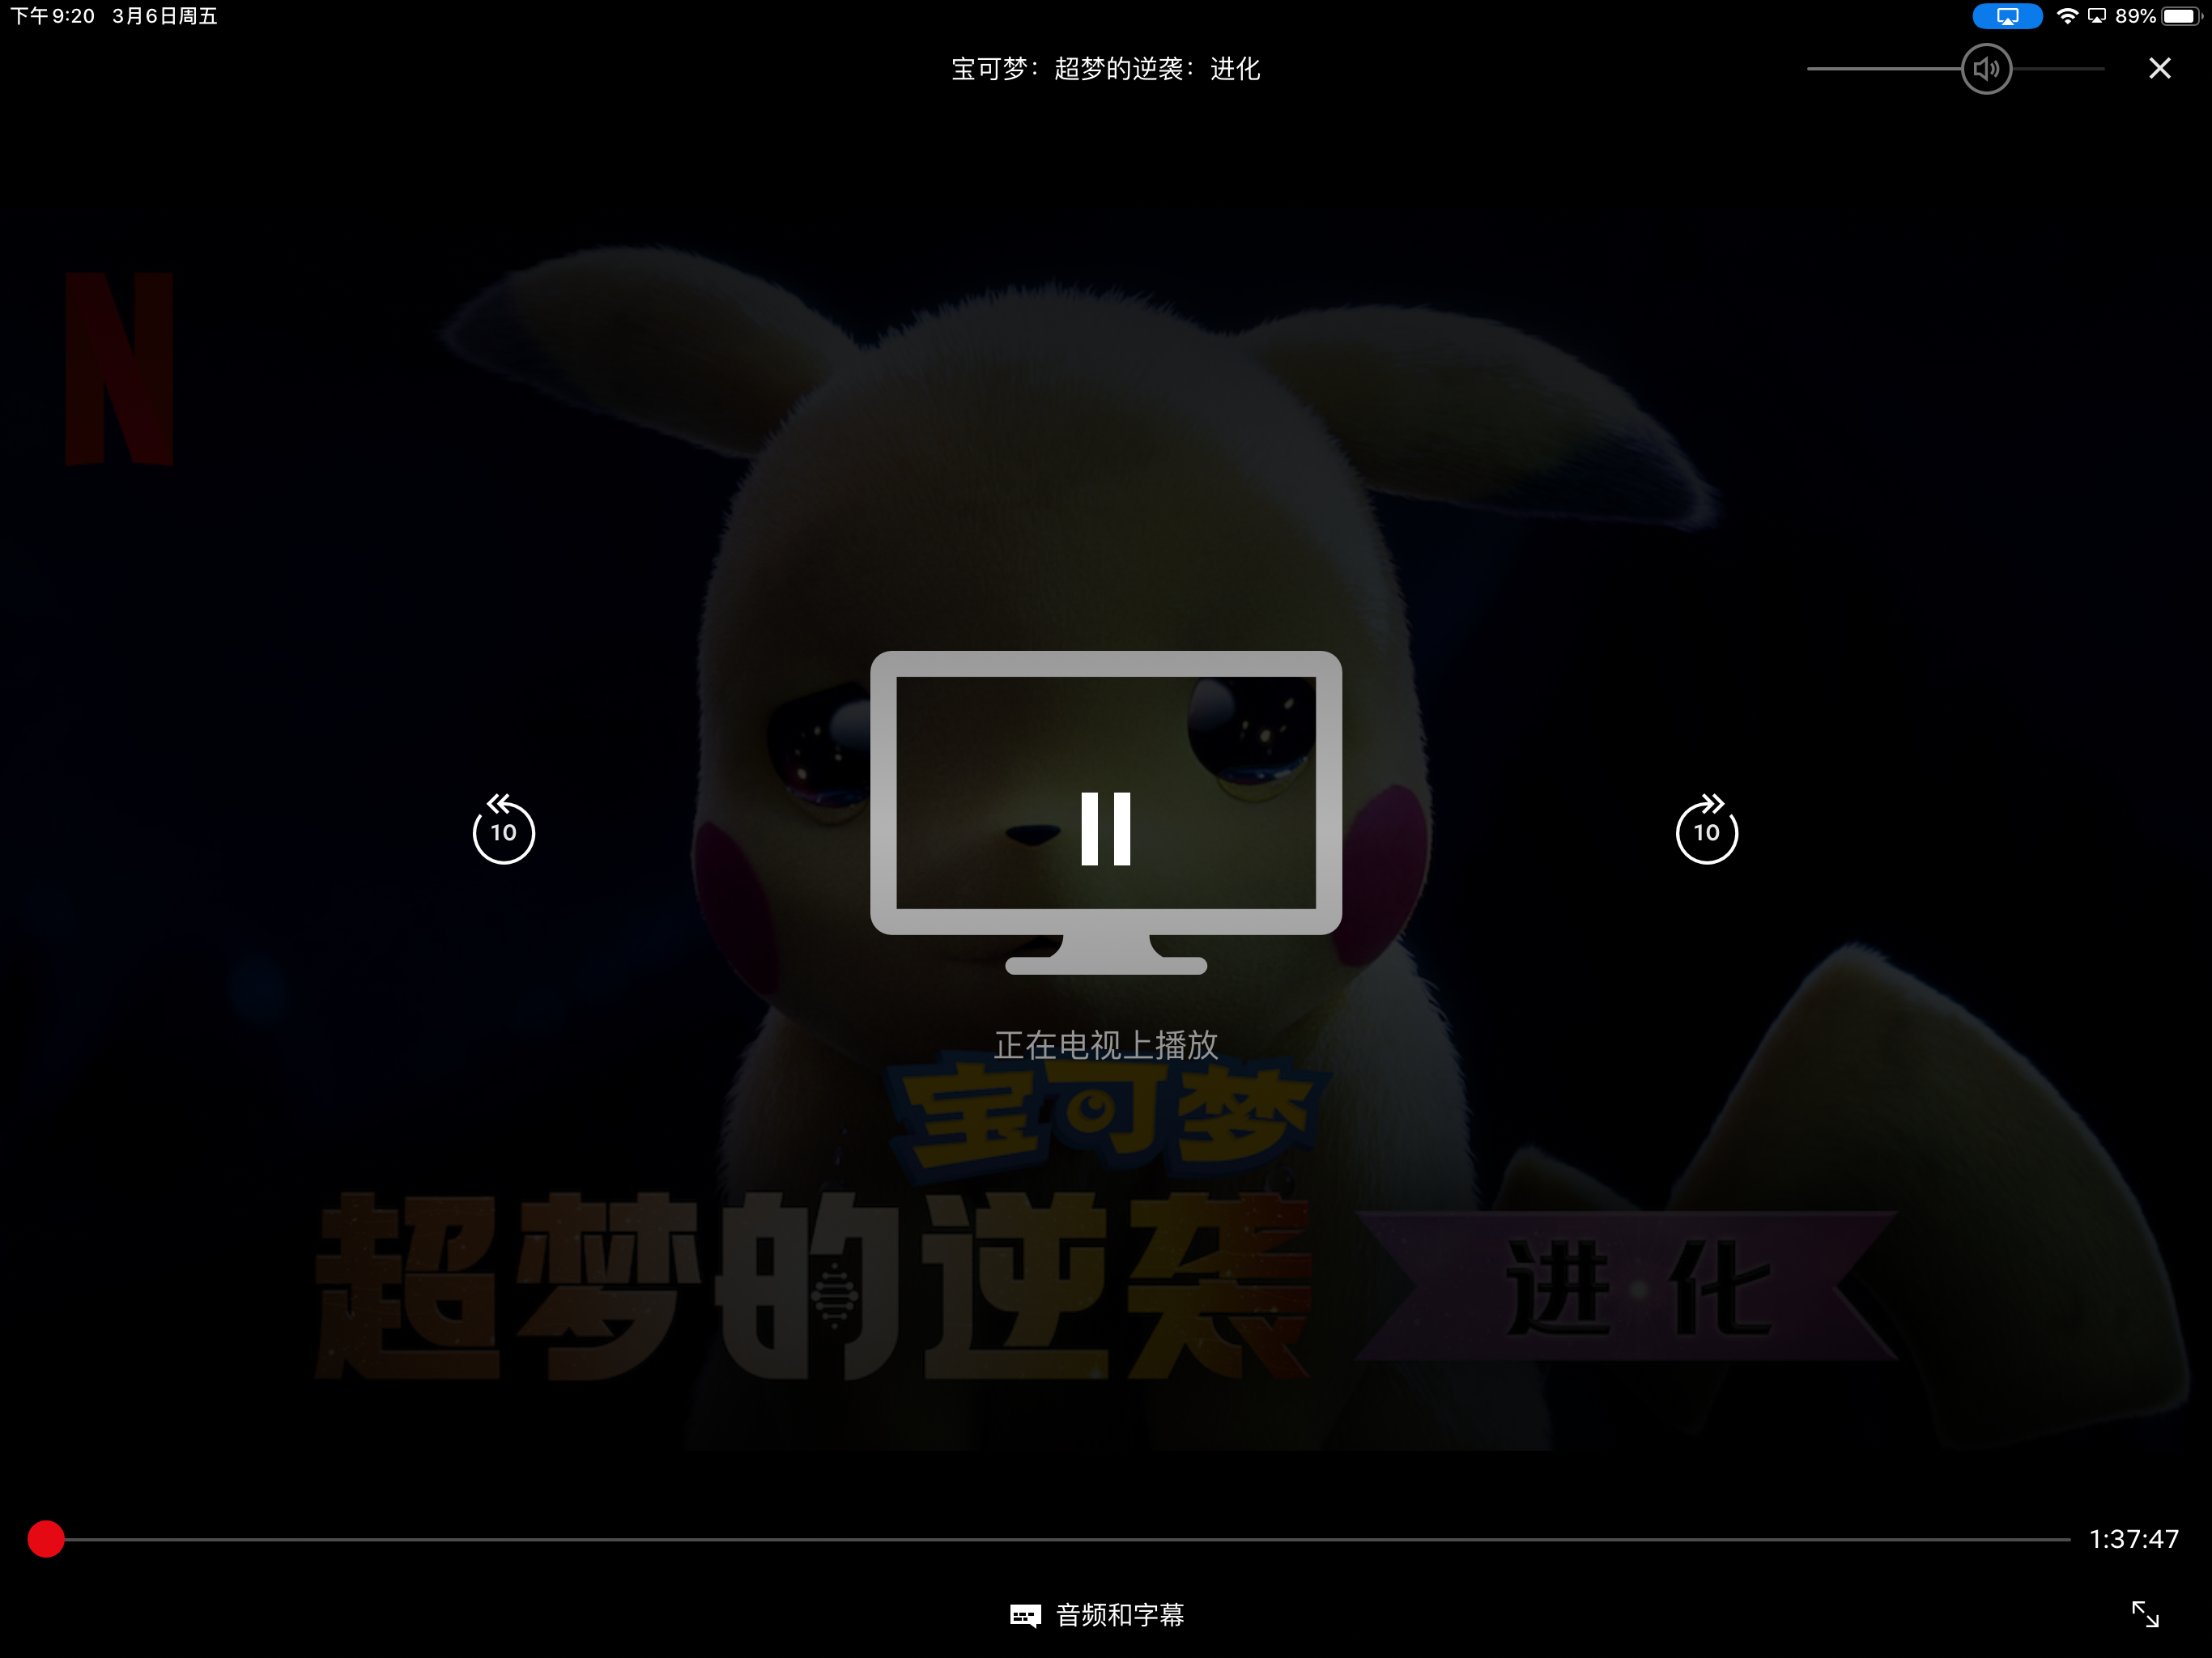 下午9:20 3月6日周五
89%
宝可梦：超梦的逆袭：进化
N
10
10
正在电视上播放
宝可梦
超梦的逆袭 进化
1:37:47
音频和字幕